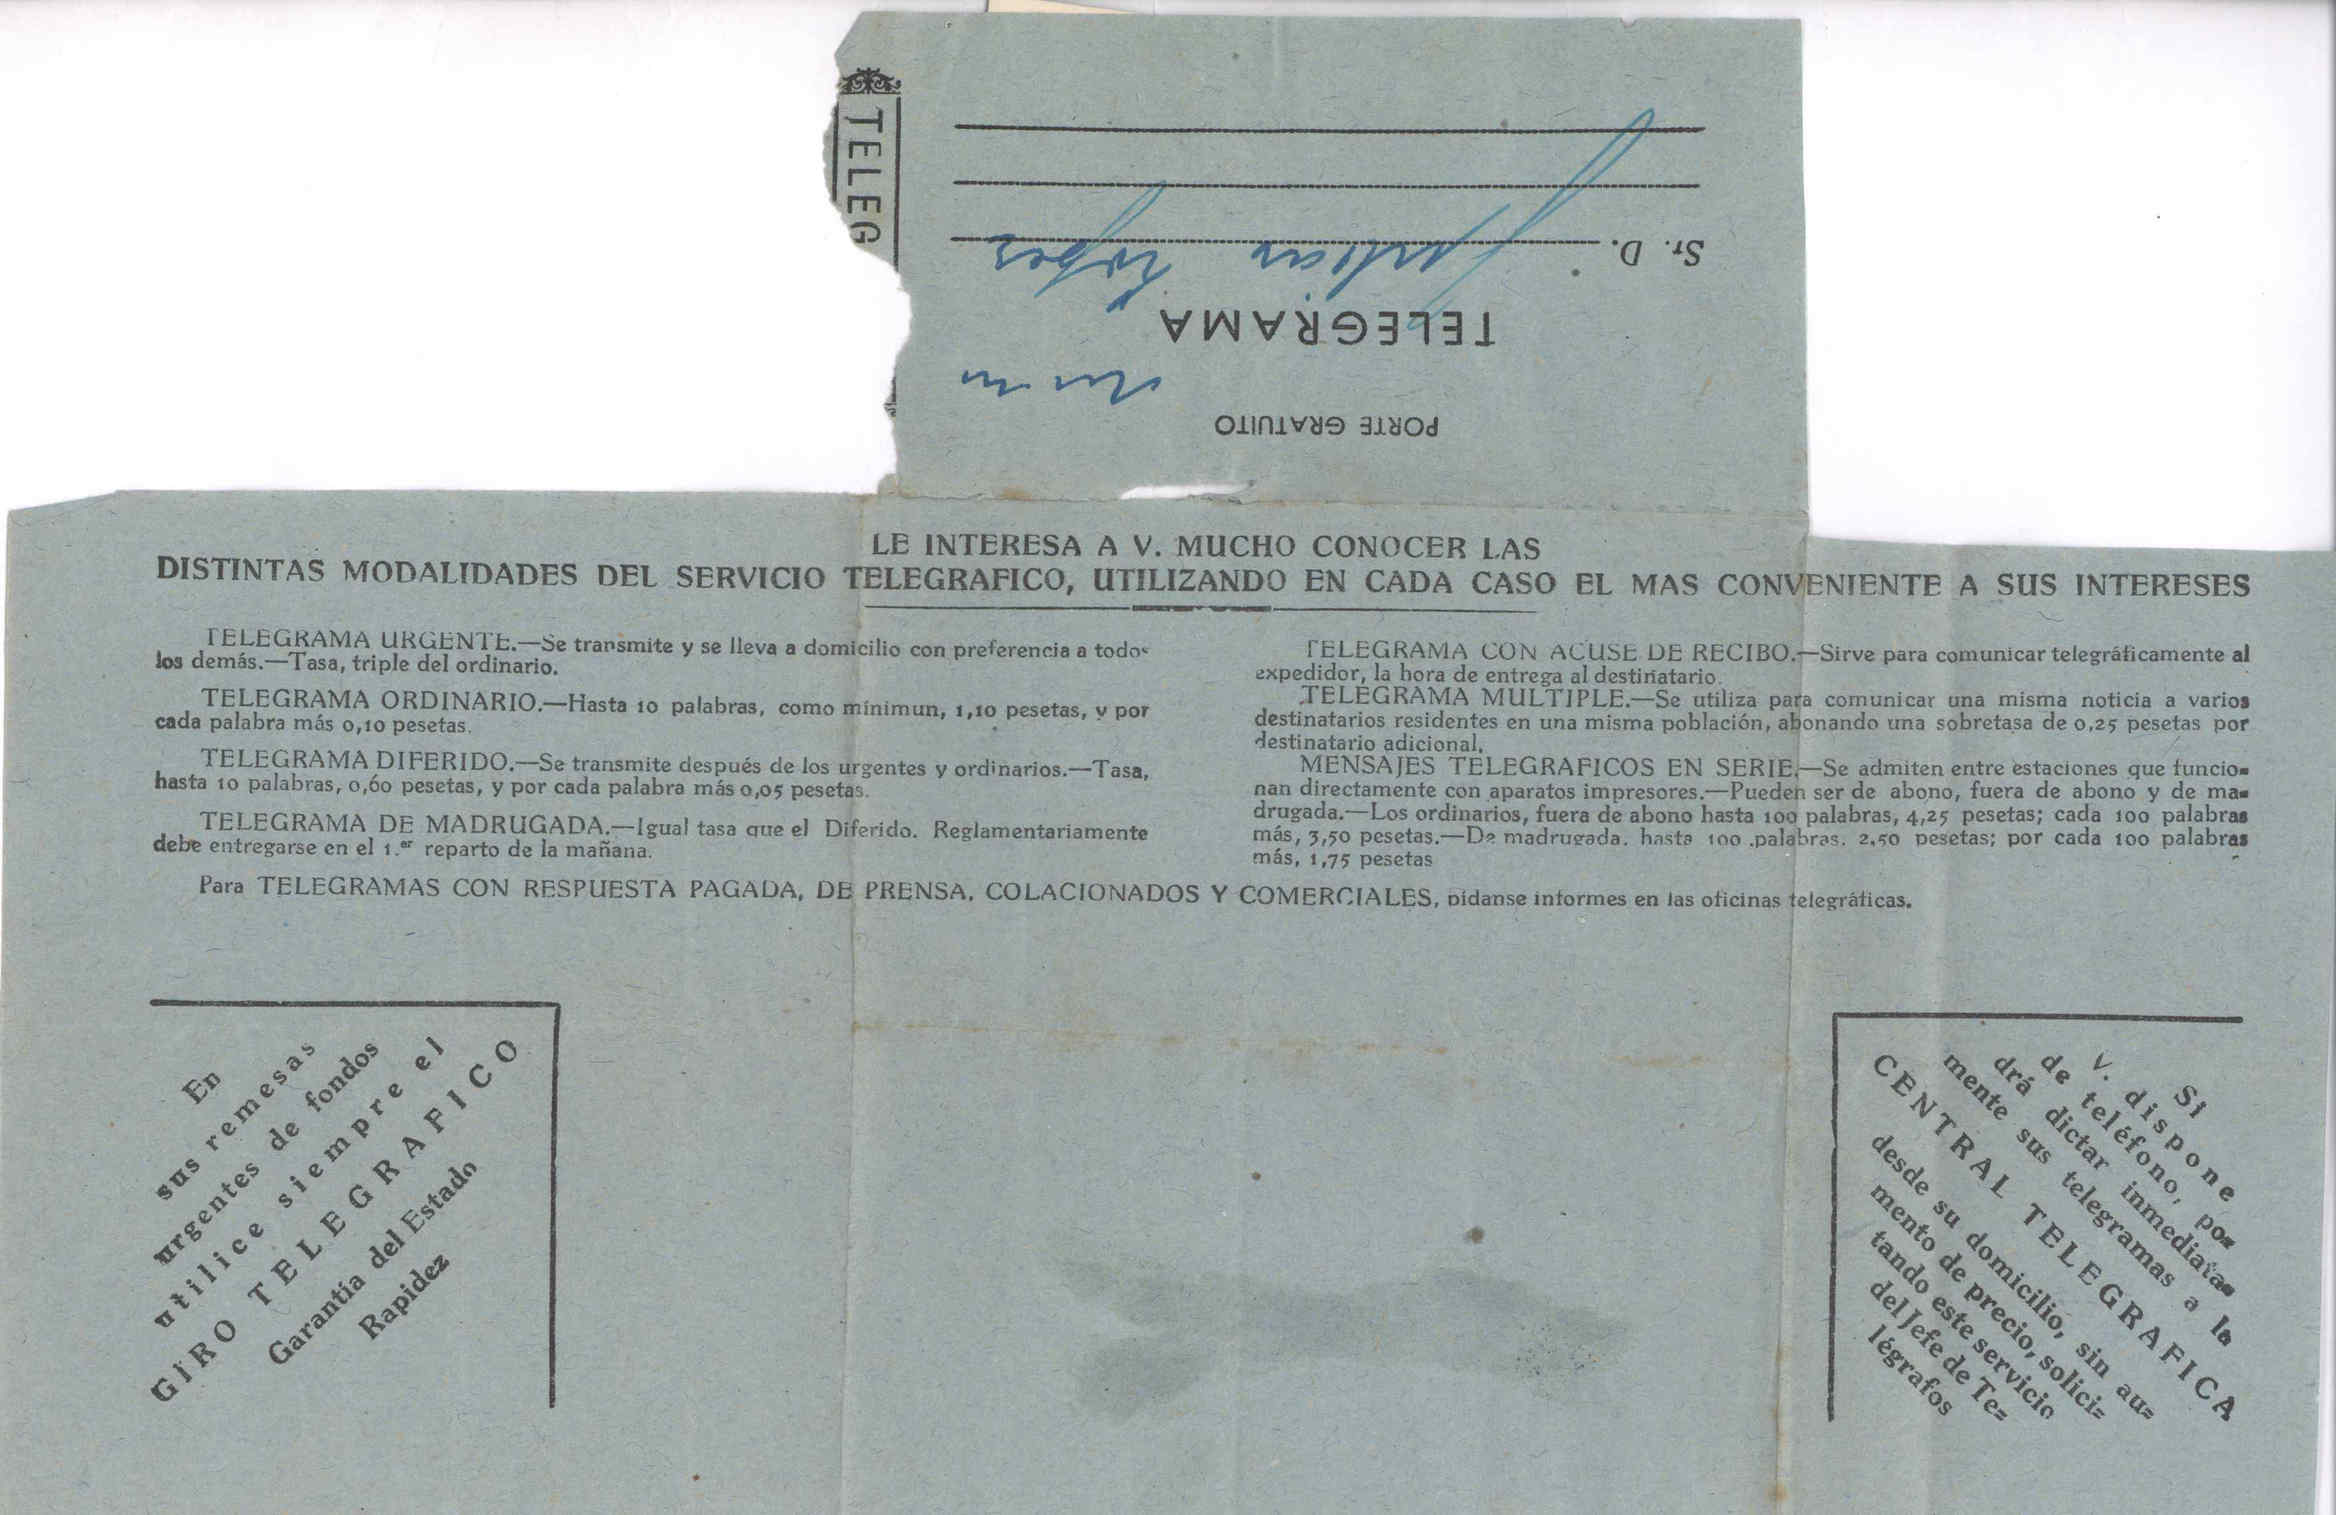 PORTE GRATUITO
TELEGRAMA
Sr. D. Julian López
TELEG
LE INTERESA A V. MUCHO CONOCER LAS
DISTINTAS MODALIDADES DEL SERVICIO TELEGRAFICO, UTILIZANDO EN CADA CASO EL MAS CONVENIENTE A SUS INTERESES
TELEGRAMA URGENTE.—Se transmite y se lleva a domicilio con preferencia a todos
los demás.—Tasa, triple del ordinario.
TELEGRAMA ORDINARIO.—Hasta 10 palabras, como mínimun, 1,10 pesetas, y por
cada palabra más 0,10 pesetas.
TELEGRAMA DIFERIDO.—Se transmite después de los urgentes y ordinarios.—Tasa,
hasta 10 palabras, 0,60 pesetas, y por cada palabra más 0,05 pesetas.
TELEGRAMA DE MADRUGADA.—Igual tasa que el Diferido. Reglamentariamente
debe entregarse en el 1.er reparto de la mañana.
TELEGRAMA CON ACUSE DE RECIBO.—Sirve para comunicar telegráficamente al
expedidor, la hora de entrega al destinatario.
TELEGRAMA MULTIPLE.—Se utiliza para comunicar una misma noticia a varios
destinatarios residentes en una misma población, abonando una sobretasa de 0,25 pesetas por
destinatario adicional.
MENSAJES TELEGRAFICOS EN SERIE.—Se admiten entre estaciones que funcio-
nan directamente con aparatos impresores.—Pueden ser de abono, fuera de abono y de ma-
drugada.—Los ordinarios, fuera de abono hasta 100 palabras, 4,25 pesetas; cada 100 palabras
más, 3,50 pesetas.—De madrugada, hasta 100 palabras, 2,50 pesetas; por cada 100 palabras
más, 1,75 pesetas
Para TELEGRAMAS CON RESPUESTA PAGADA, DE PRENSA, COLACIONADOS Y COMERCIALES, pídanse informes en las oficinas telegráficas.
En
sus remesas
urgentes de fondos
utilice siempre el
GIRO TELEGRAFICO
Garantía del Estado
Rapidez
Si
V. dispone
de teléfono, po-
drá dictar inmediata-
mente sus telegramas a la
CENTRAL TELEGRAFICA
desde su domicilio, sin au-
mento de precio, solici-
tando este servicio
del Jefe de Te-
légrafos